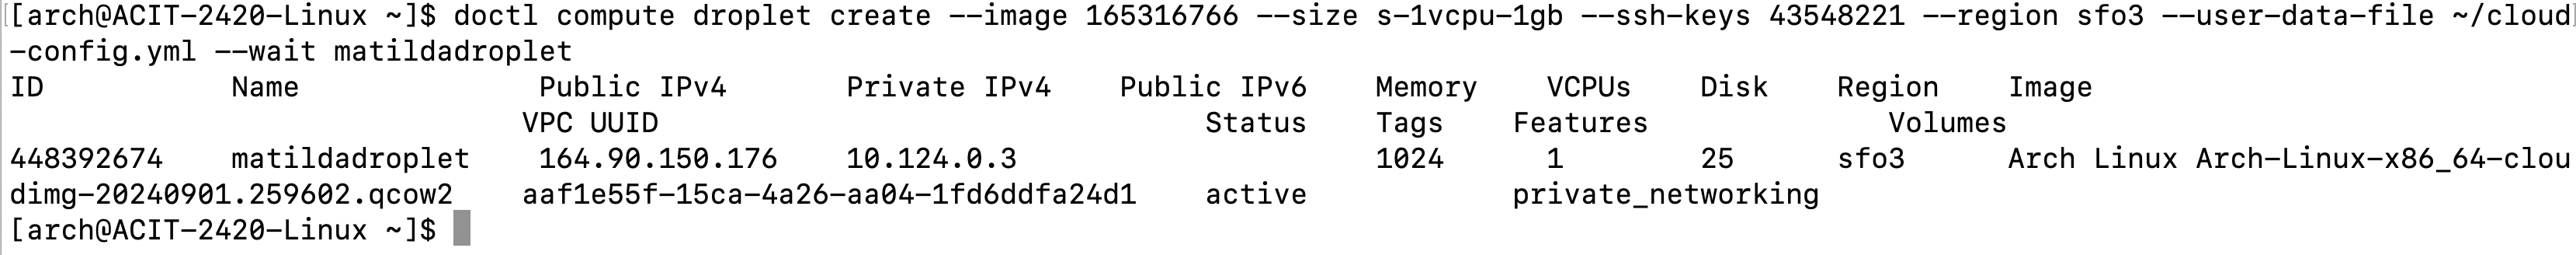 [arch@ACIT-2420-Linux ~]$ doctl compute droplet create --image 165316766 --size s-1vcpu-1gb --ssh-keys 43548221 --region sfo3 --user-data-file ~/cloud
-config.yml --wait matildadroplet
ID Name Public IPv4 Private IPv4 Public IPv6 Memory VCPUs Disk Region Image
VPC UUID Status Tags Features Volumes
448392674 matildadroplet 164.90.150.176 10.124.0.3 1024 1 25 sfo3 Arch Linux Arch-Linux-x86_64-clou
dimg-20240901.259602.qcow2 aaf1e55f-15ca-4a26-aa04-1fd6ddfa24d1 active private_networking
[arch@ACIT-2420-Linux ~]$